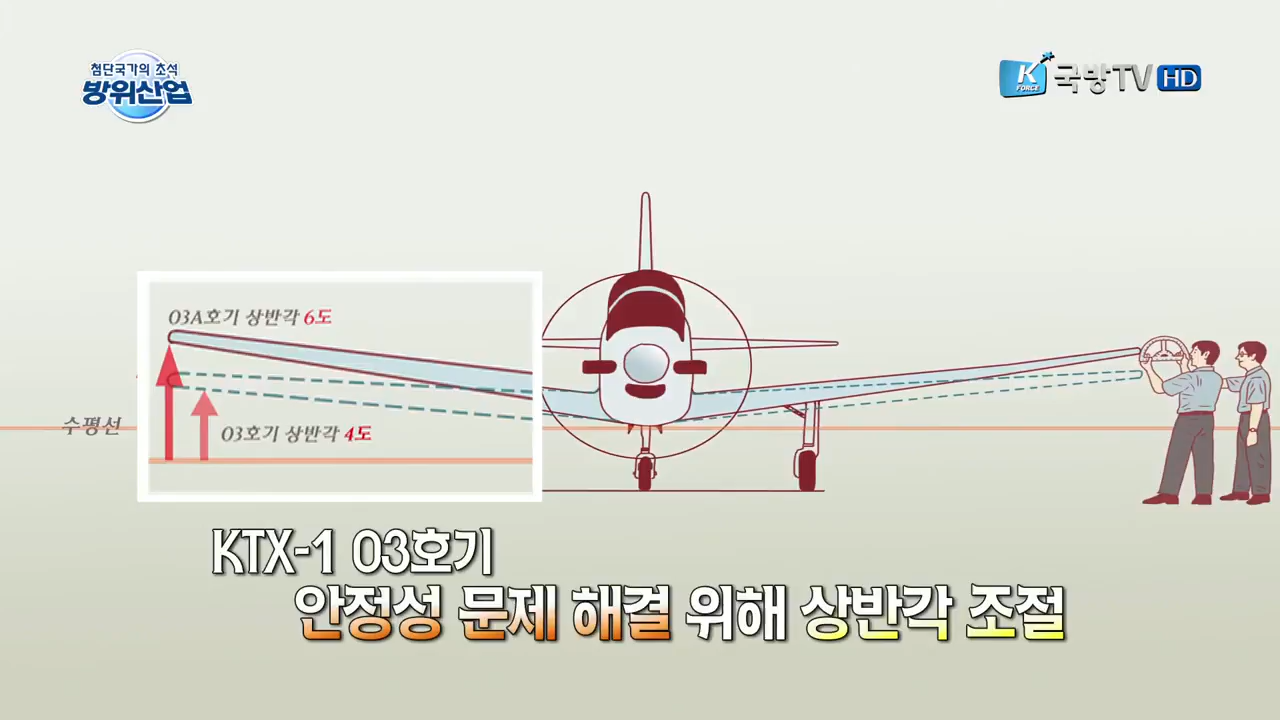 첨단국가의 초석
방위산업
K FORCE 국방TV HD
03A호기 상반각 6도
수평선
03호기 상반각 4도
KTX-1 03호기
안정성 문제 해결 위해 상반각 조절